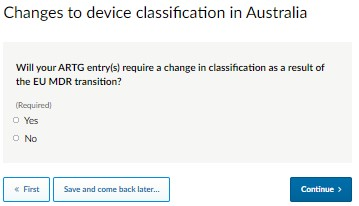 Changes to device classification in Australia
Will your ARTG entry(s) require a change in classification as a result of
the EU MDR transition?
(Required)
Yes
No
« First
Save and come back later...
Continue ›